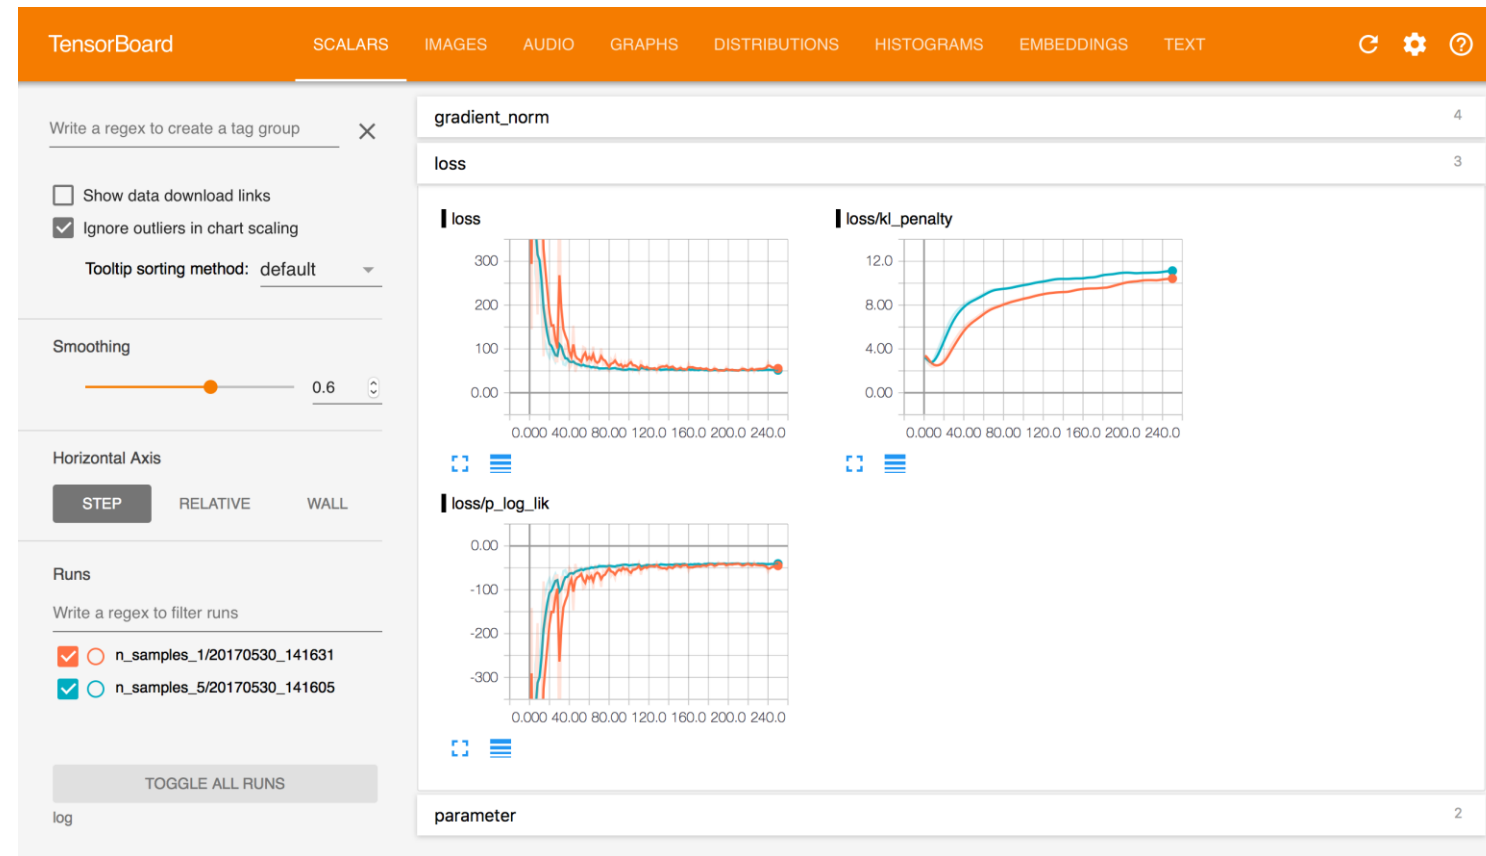 TensorBoard SCALARS IMAGES AUDIO GRAPHS DISTRIBUTIONS HISTOGRAMS EMBEDDINGS TEXT
Write a regex to create a tag group
Show data download links
Ignore outliers in chart scaling
Tooltip sorting method: default
Smoothing
0.6
Horizontal Axis
STEP RELATIVE WALL
Runs
Write a regex to filter runs
n_samples_1/20170530_141631
n_samples_5/20170530_141605
TOGGLE ALL RUNS
log
gradient_norm 4
loss 3
loss
300
200
100
0.00
0.000 40.00 80.00 120.0 160.0 200.0 240.0
loss/kl_penalty
12.0
8.00
4.00
0.00
0.000 40.00 80.00 120.0 160.0 200.0 240.0
loss/p_log_lik
0.00
-100
-200
-300
0.000 40.00 80.00 120.0 160.0 200.0 240.0
parameter 2